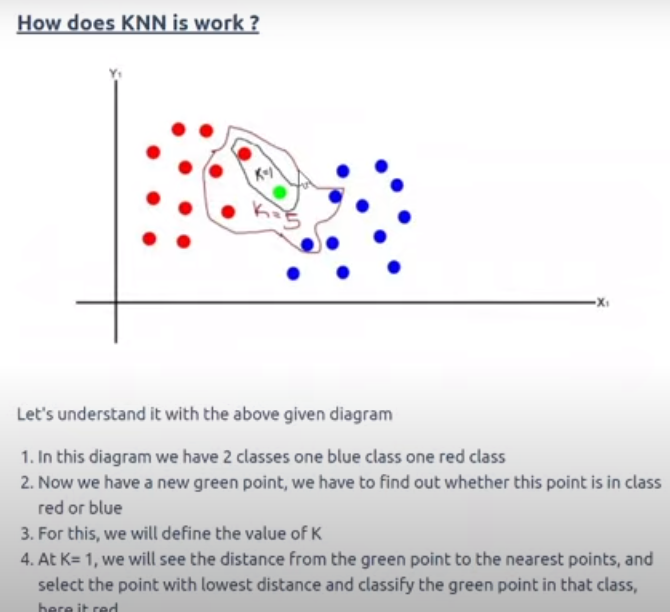 How does KNN is work ?
Y₁
K=1
K=5
X₁
Let's understand it with the above given diagram
1. In this diagram we have 2 classes one blue class one red class
2. Now we have a new green point, we have to find out whether this point is in class
red or blue
3. For this, we will define the value of K
4. At K= 1, we will see the distance from the green point to the nearest points, and
select the point with lowest distance and classify the green point in that class,
here it red